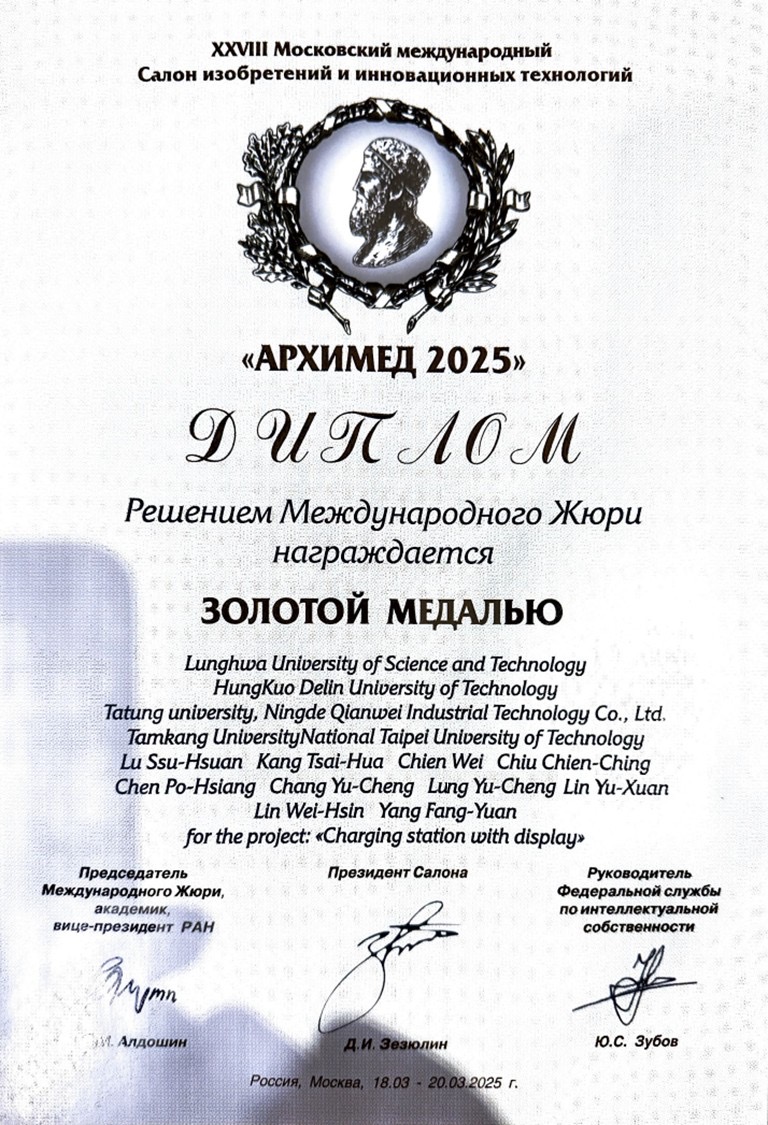 XXVIII Московский международный
Салон изобретений и инновационных технологий
«АРХИМЕД 2025»
ДИПЛОМ
Решением Международного Жюри
награждается
ЗОЛОТОЙ МЕДАЛЬЮ
Lunghwa University of Science and Technology
HungKuo Delin University of Technology
Tatung university, Ningde Qianwei Industrial Technology Co., Ltd.
Tamkang UniversityNational Taipei University of Technology
Lu Ssu-Hsuan Kang Tsai-Hua Chien Wei Chiu Chien-Ching
Chen Po-Hsiang Chang Yu-Cheng Lung Yu-Cheng Lin Yu-Xuan
Lin Wei-Hsin Yang Fang-Yuan
for the project: «Charging station with display»
Председатель
Международного Жюри,
академик,
вице-президент РАН
Алдошин
Президент Салона
Д.И. Зезюлин
Руководитель
Федеральной службы
по интеллектуальной
собственности
Ю.С. Зубов
Россия, Москва, 18.03 - 20.03.2025 г.